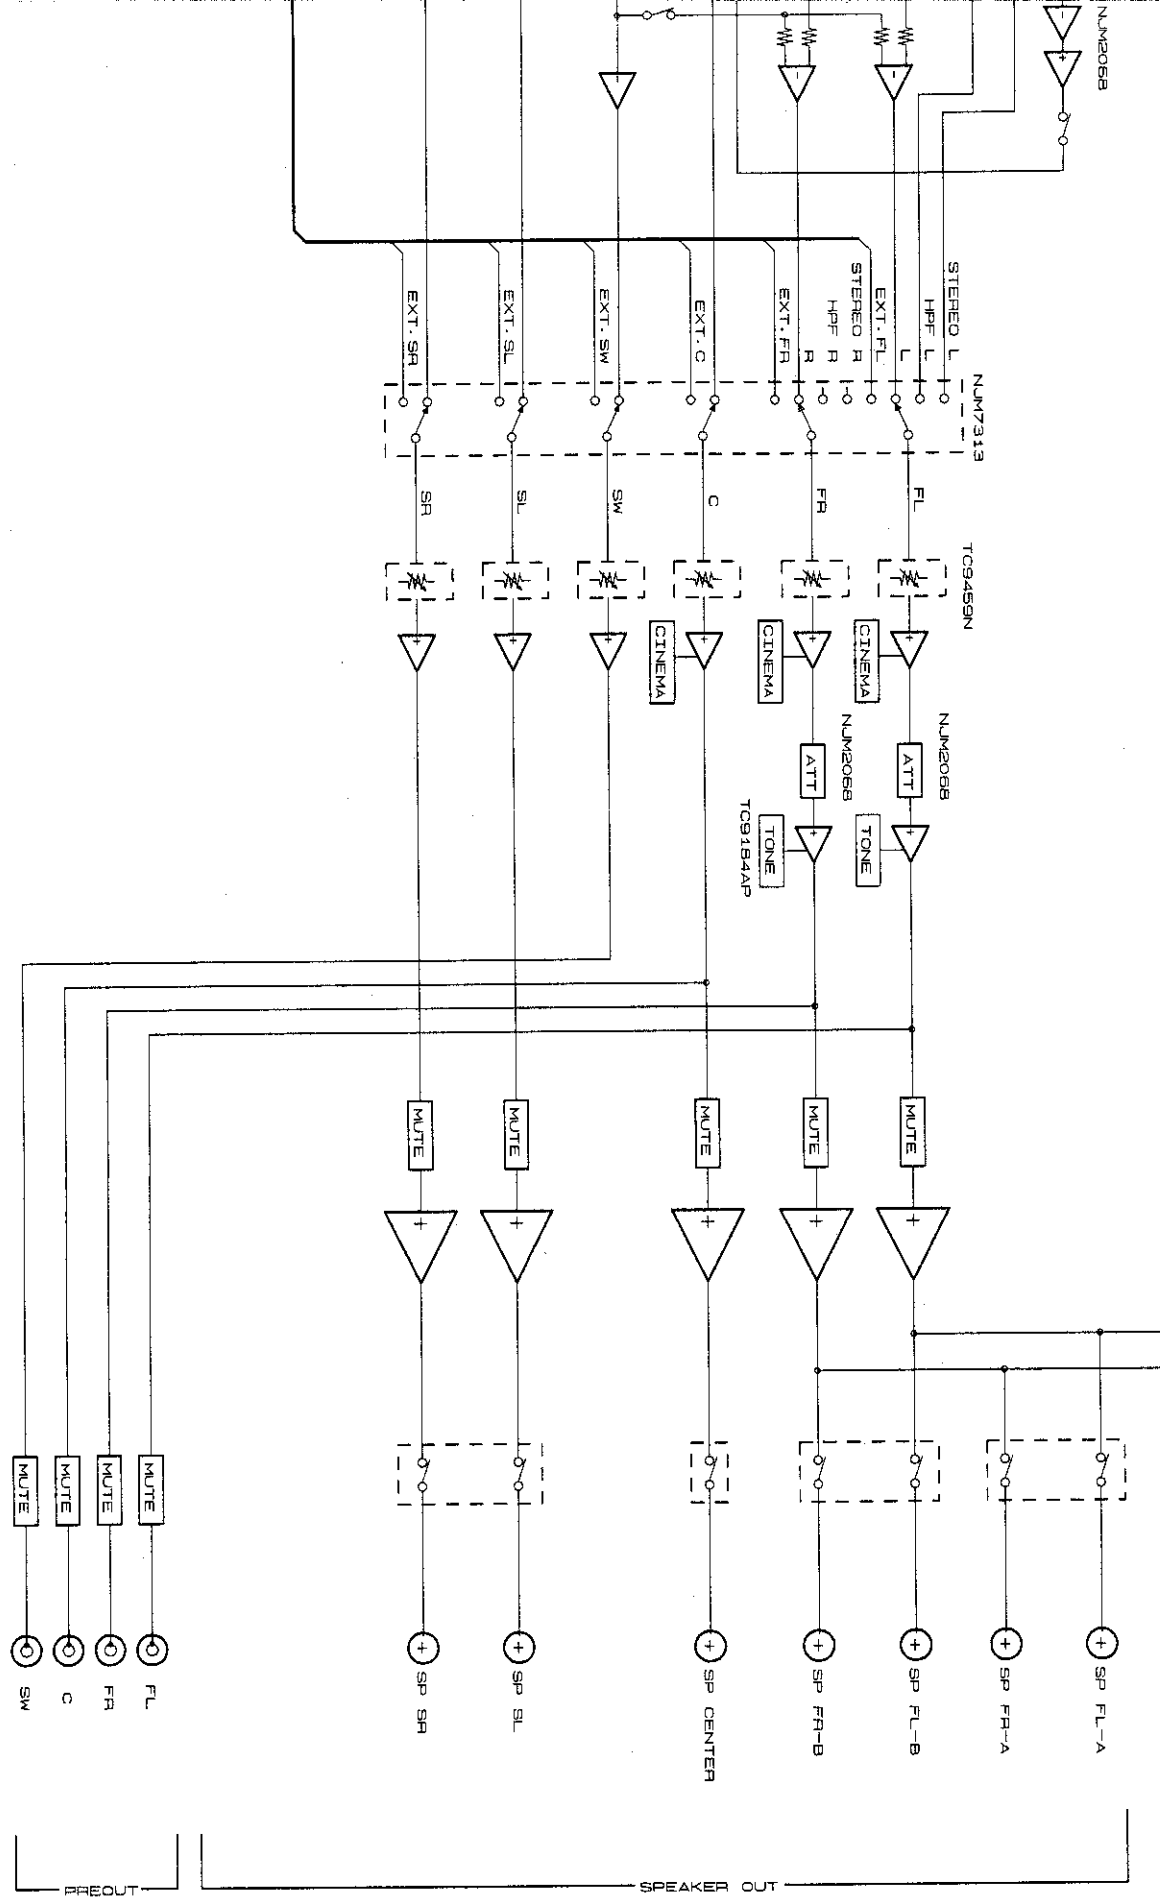 NJM2068
STEREO L
HPF L
L
EXT.FL
STEREO R
HPF R
R
EXT.FR
EXT.C
EXT.SW
EXT.SL
EXT.SR
NJM7313
FL
FR
C
SW
SL
SR
TC9459N
CINEMA
CINEMA
CINEMA
NJM2068
NJM2068
ATT
ATT
TONE
TONE
TC9184AP
MUTE
MUTE
MUTE
MUTE
MUTE
MUTE
MUTE
MUTE
MUTE
SP FL-A
SP FR-A
SP FL-B
SP FR-B
SP CENTER
SP SL
SP SR
FL
FR
C
SW
SPEAKER OUT
PREOUT